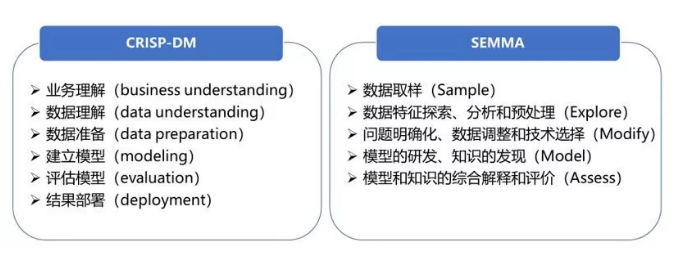 CRISP-DM
➢ 业务理解（business understanding）
➢ 数据理解（data understanding）
➢ 数据准备（data preparation）
➢ 建立模型（modeling）
➢ 评估模型（evaluation）
➢ 结果部署（deployment）
SEMMA
➢ 数据取样（Sample）
➢ 数据特征探索、分析和预处理（Explore）
➢ 问题明确化、数据调整和技术选择（Modify）
➢ 模型的研发、知识的发现（Model）
➢ 模型和知识的综合解释和评价（Assess）